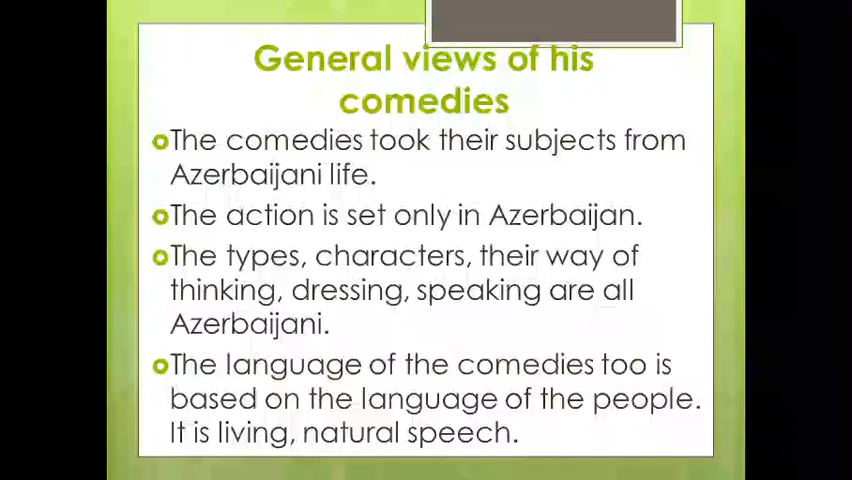 General views of his
comedies
The comedies took their subjects from
Azerbaijani life.
The action is set only in Azerbaijan.
The types, characters, their way of
thinking, dressing, speaking are all
Azerbaijani.
The language of the comedies too is
based on the language of the people.
It is living, natural speech.